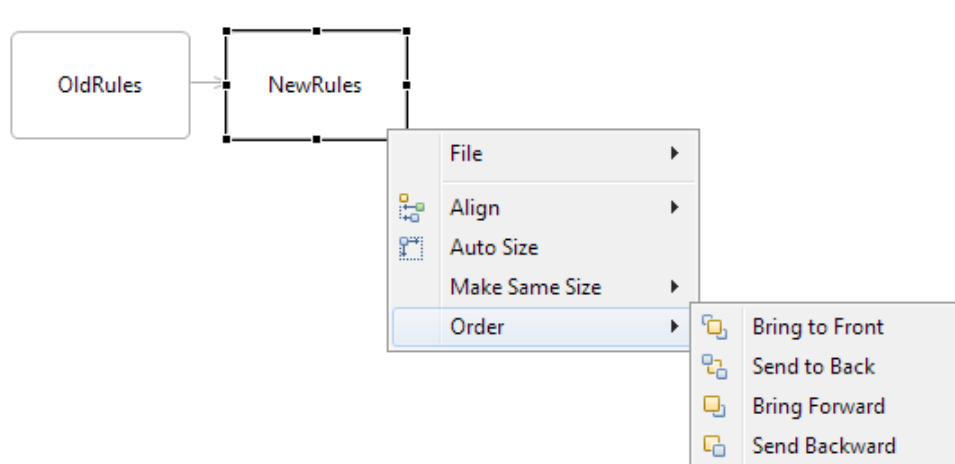 OldRules
NewRules
File
Align
Auto Size
Make Same Size
Order
Bring to Front
Send to Back
Bring Forward
Send Backward